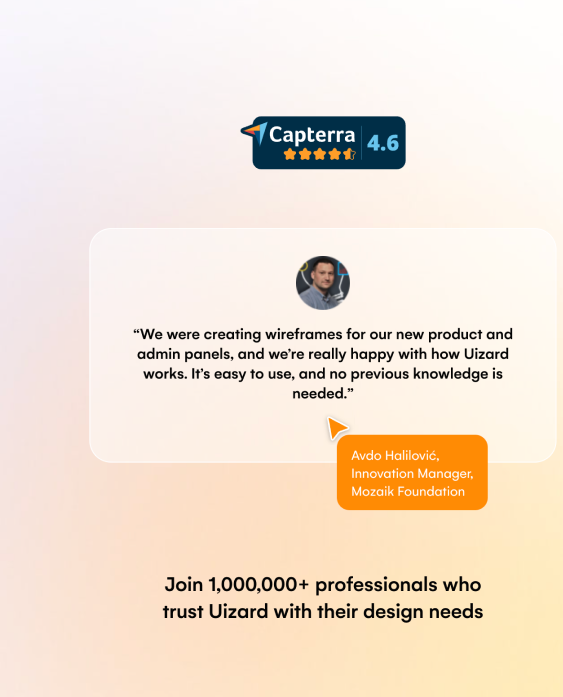 Capterra
4.6
“We were creating wireframes for our new product and
admin panels, and we’re really happy with how Uizard
works. It’s easy to use, and no previous knowledge is
needed.”
Avdo Halilović,
Innovation Manager,
Mozaik Foundation
Join 1,000,000+ professionals who
trust Uizard with their design needs